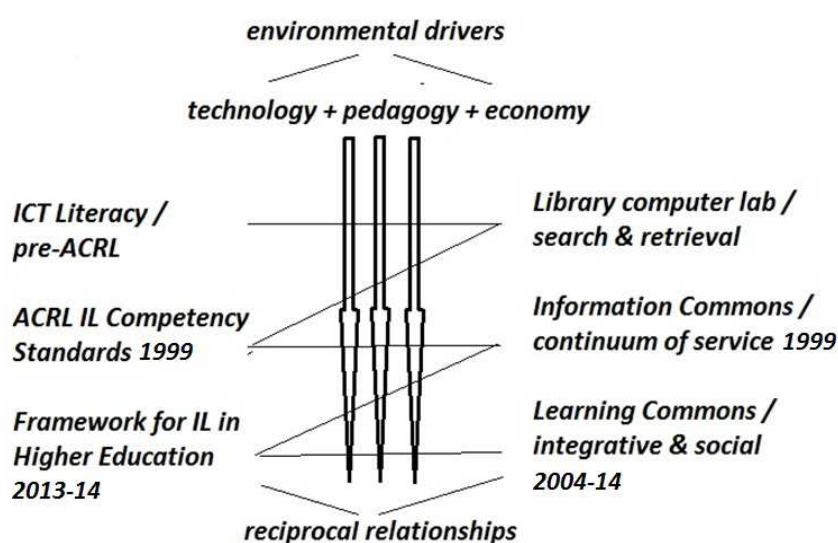 environmental drivers
technology + pedagogy + economy
ICT Literacy /
pre-ACRL
Library computer lab /
search & retrieval
ACRL IL Competency
Standards 1999
Information Commons /
continuum of service 1999
Framework for IL in
Higher Education
2013-14
Learning Commons /
integrative & social
2004-14
reciprocal relationships